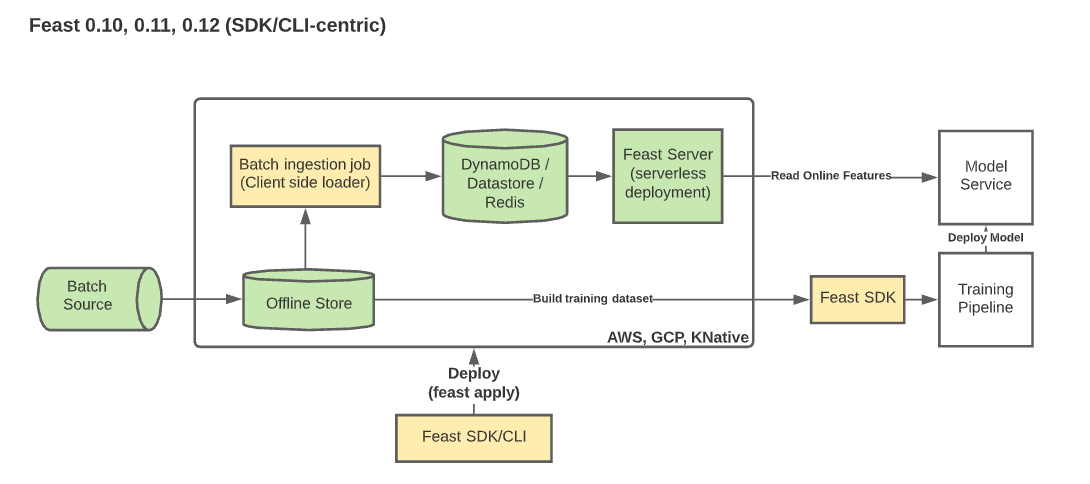 Feast 0.10, 0.11, 0.12 (SDK/CLI-centric)
Batch ingestion job
(Client side loader)
DynamoDB /
Datastore /
Redis
Feast Server
(serverless
deployment)
Read Online Features
Model
Service
Deploy Model
Batch
Source
Offline Store
Build training dataset
Feast SDK
Training
Pipeline
AWS, GCP, KNative
Deploy
(feast apply)
Feast SDK/CLI